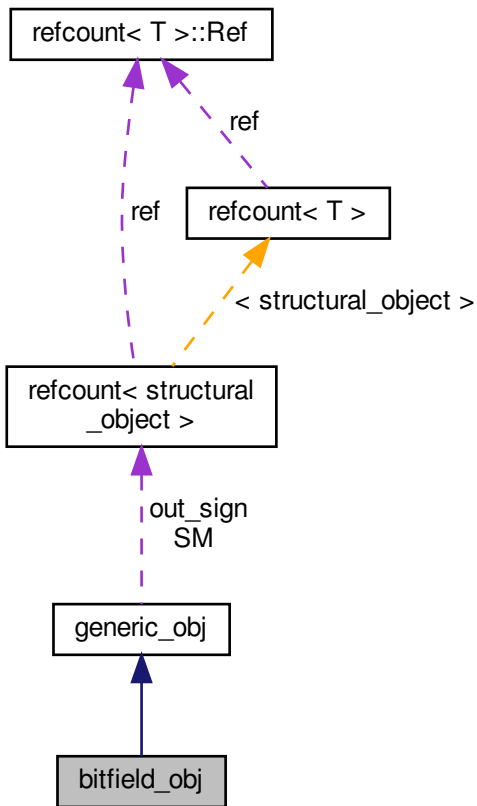 refcount< T >::Ref
ref
refcount< T >
ref
< structural_object >
refcount< structural
_object >
out_sign
SM
generic_obj
bitfield_obj